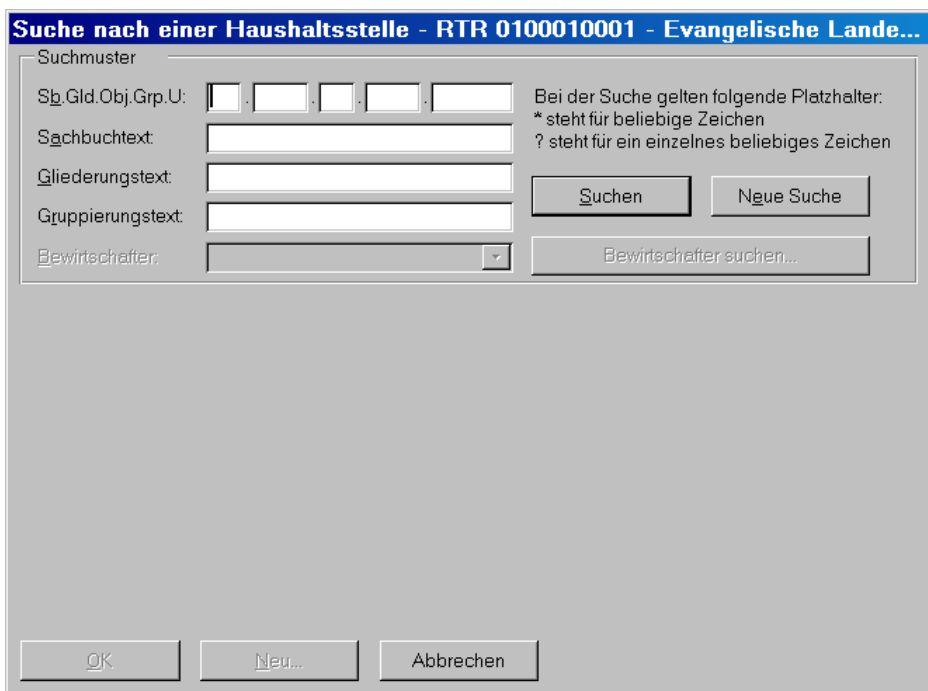 Suche nach einer Haushaltsstelle - RTR 0100010001 - Evangelische Lande...
Suchmuster
Sb.Gld.Obj.Grp.U: . . . .
Sachbuchtext:
Gliederungstext:
Gruppierungstext:
Bewirtschafter:
Bei der Suche gelten folgende Platzhalter:
* steht für beliebige Zeichen
? steht für ein einzelnes beliebiges Zeichen
Suchen Neue Suche
Bewirtschafter suchen...
OK Neu... Abbrechen